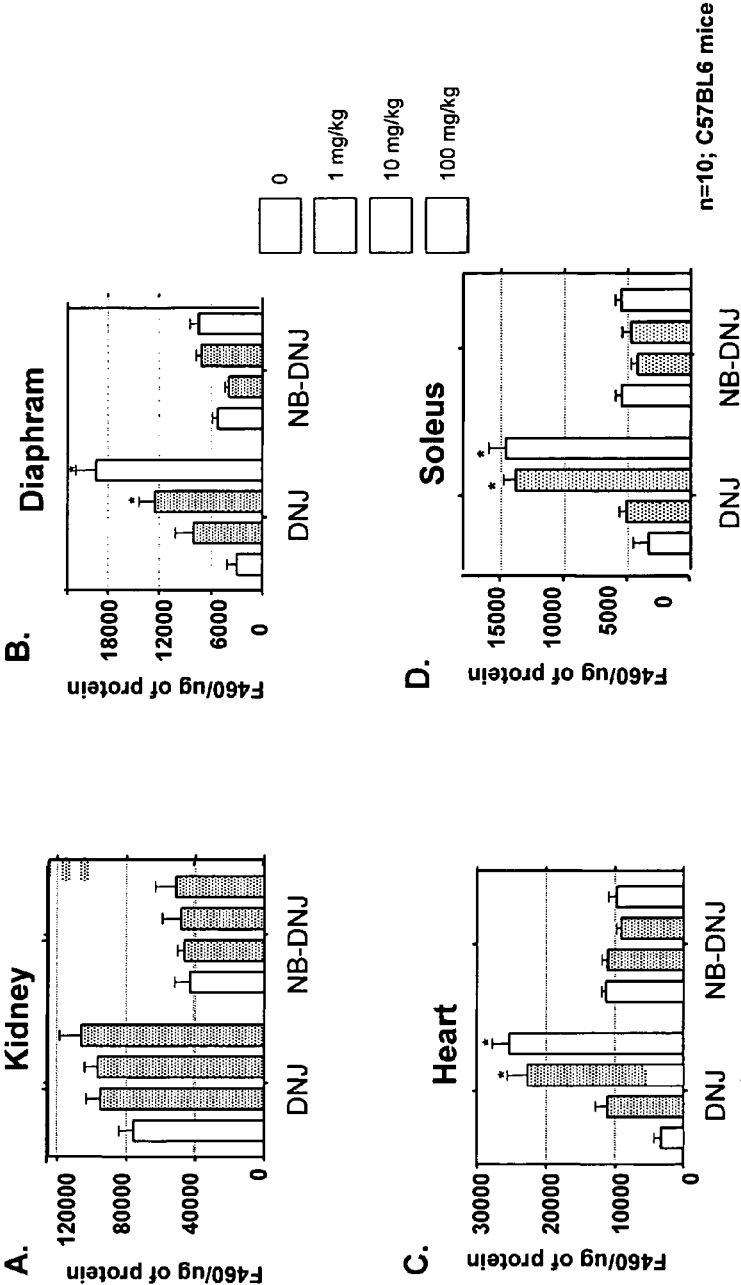 A.
Kidney
F460/ug of protein
120000
80000
40000
0
DNJ
NB-DNJ
B.
Diaphram
F460/ug of protein
18000
12000
6000
0
*
*
DNJ
NB-DNJ
C.
Heart
F460/ug of protein
30000
20000
10000
0
*
*
DNJ
NB-DNJ
D.
Soleus
F460/ug of protein
15000
10000
5000
0
*
*
DNJ
NB-DNJ
0
1 mg/kg
10 mg/kg
100 mg/kg
n=10; C57BL6 mice